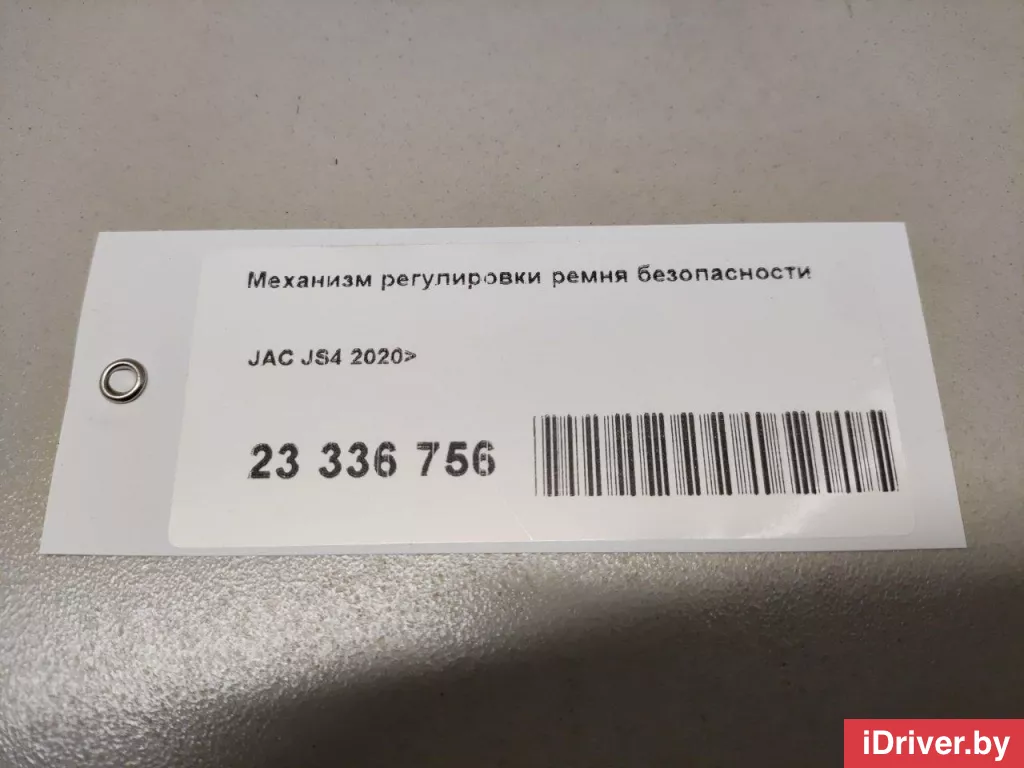 Механизм регулировки ремня безопасности
JAC JS4 2020>
23 336 756
iDriver.by